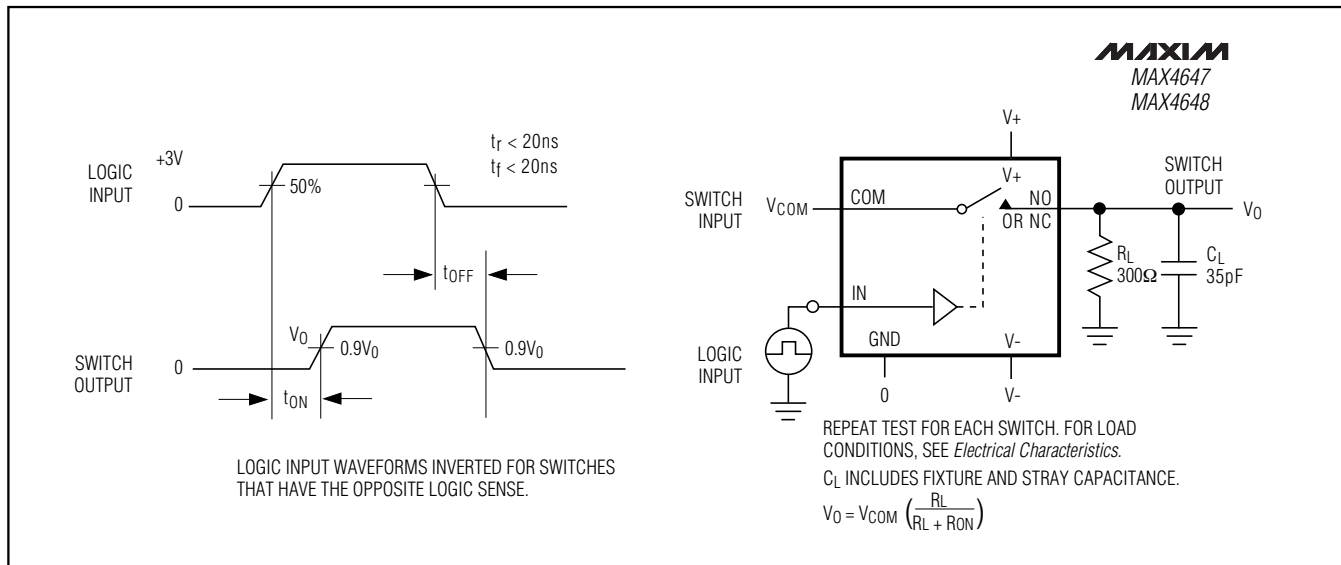 MAXIM
MAX4647
MAX4648
LOGIC
INPUT
+3V
0
50%
tr < 20ns
tf < 20ns
tOFF
SWITCH
OUTPUT
VO
0
0.9V0
0.9V0
tON
LOGIC INPUT WAVEFORMS INVERTED FOR SWITCHES
THAT HAVE THE OPPOSITE LOGIC SENSE.
V+
V+
SWITCH
INPUT
VCOM
COM
NO
OR NC
SWITCH
OUTPUT
VO
RL
300Ω
CL
35pF
IN
LOGIC
INPUT
GND
V-
0
V-
REPEAT TEST FOR EACH SWITCH. FOR LOAD
CONDITIONS, SEE Electrical Characteristics.
CL INCLUDES FIXTURE AND STRAY CAPACITANCE.
VO = VCOM (RL / RL + RON)